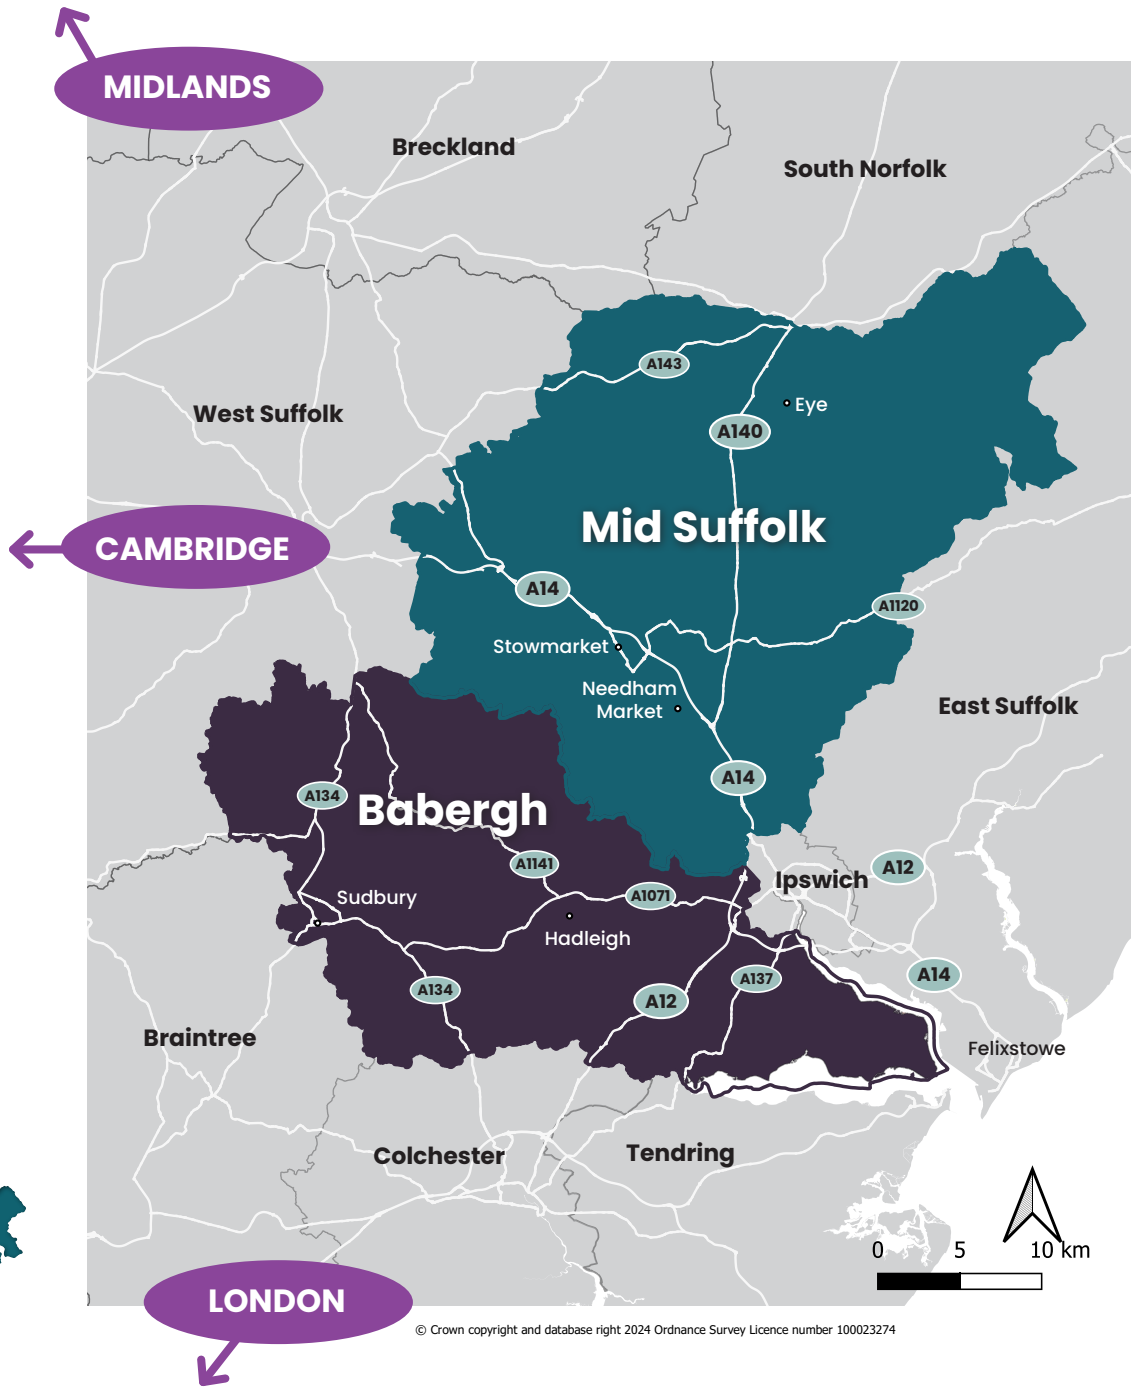 MIDLANDS
Breckland
South Norfolk
A143
Eye
West Suffolk
A140
Mid Suffolk
CAMBRIDGE
A14
A1120
Stowmarket
Needham
Market
East Suffolk
A14
A134
Babergh
A1141
A12
Ipswich
Sudbury
A1071
Hadleigh
A14
A134
A12
A137
Braintree
Felixstowe
Colchester
Tendring
0 5 10 km
LONDON
© Crown copyright and database right 2024 Ordnance Survey Licence number 100023274